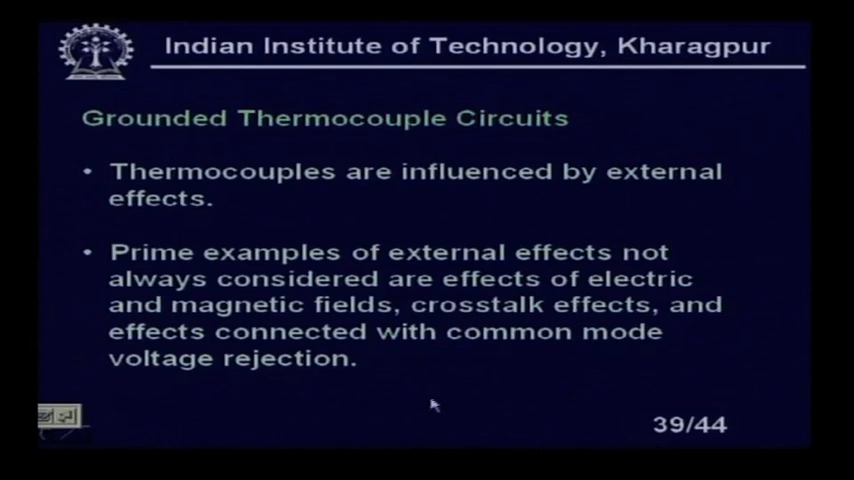 Indian Institute of Technology, Kharagpur
Grounded Thermocouple Circuits
• Thermocouples are influenced by external
effects.
• Prime examples of external effects not
always considered are effects of electric
and magnetic fields, crosstalk effects, and
effects connected with common mode
voltage rejection.
39/44